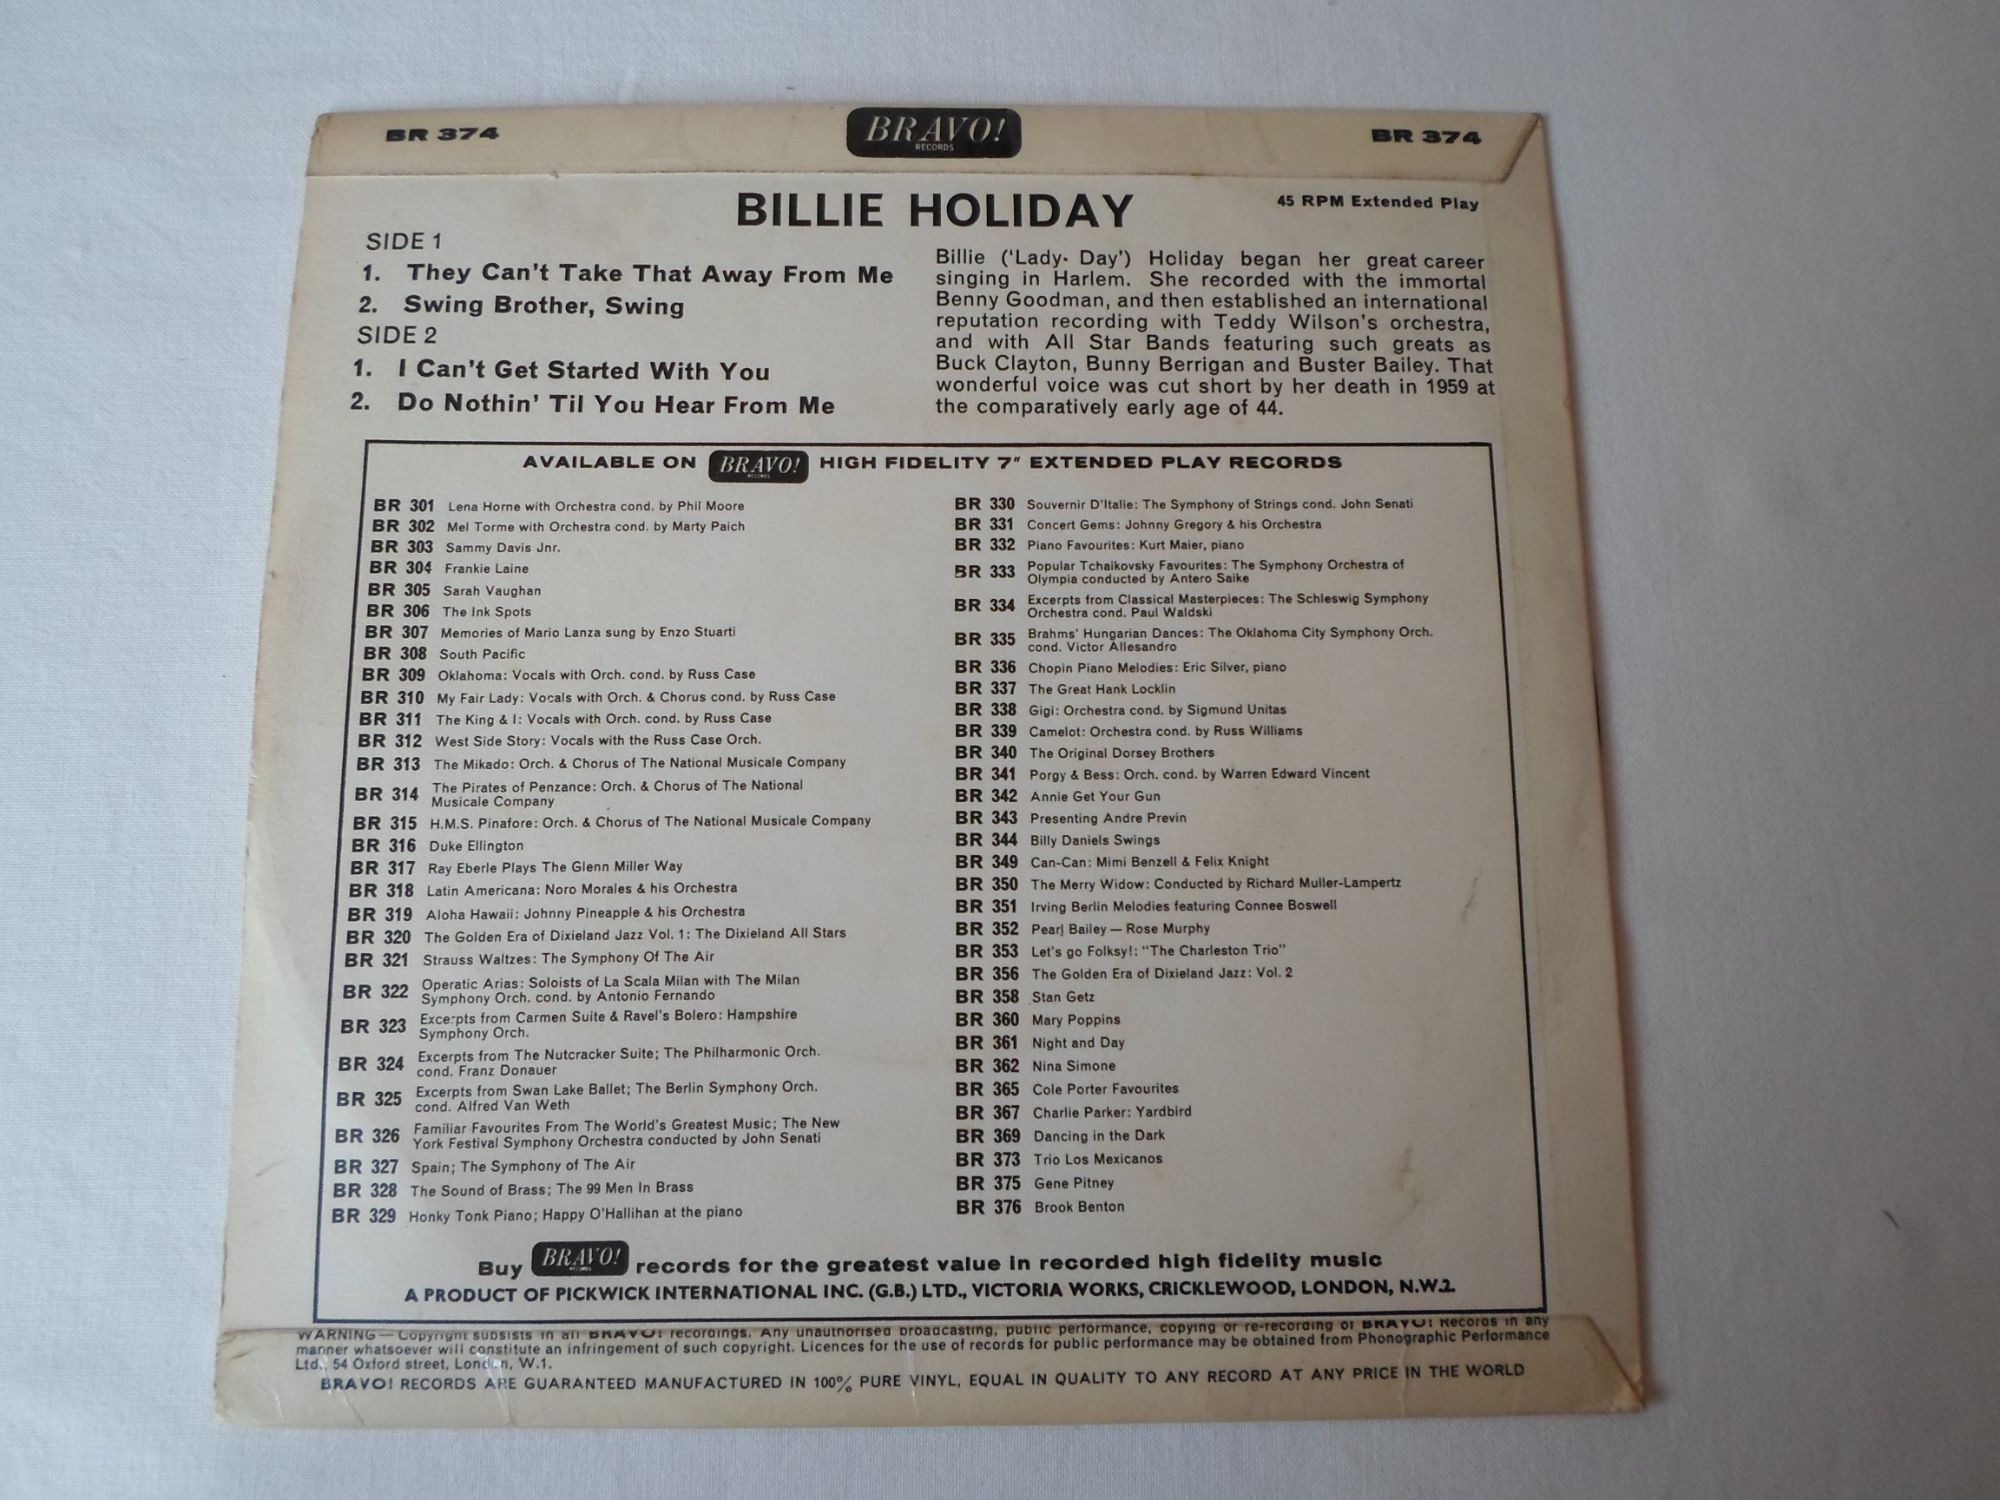 BR 374
BRAVO!
RECORDS
BR 374
BILLIE HOLIDAY
45 RPM Extended Play
SIDE 1
1. They Can't Take That Away From Me
2. Swing Brother, Swing
SIDE 2
1. I Can't Get Started With You
2. Do Nothin' Til You Hear From Me
Billie ('Lady· Day') Holiday began her great career
singing in Harlem. She recorded with the immortal
Benny Goodman, and then established an international
reputation recording with Teddy Wilson's orchestra,
and with All Star Bands featuring such greats as
Buck Clayton, Bunny Berrigan and Buster Bailey. That
wonderful voice was cut short by her death in 1959 at
the comparatively early age of 44.
AVAILABLE ON BRAVO! RECORDS HIGH FIDELITY 7" EXTENDED PLAY RECORDS
BR 301 Lena Horne with Orchestra cond. by Phil Moore
BR 302 Mel Torme with Orchestra cond. by Marty Paich
BR 303 Sammy Davis Jnr.
BR 304 Frankie Laine
BR 305 Sarah Vaughan
BR 306 The Ink Spots
BR 307 Memories of Mario Lanza sung by Enzo Stuarti
BR 308 South Pacific
BR 309 Oklahoma: Vocals with Orch. cond. by Russ Case
BR 310 My Fair Lady: Vocals with Orch. & Chorus cond. by Russ Case
BR 311 The King & I: Vocals with Orch. cond. by Russ Case
BR 312 West Side Story: Vocals with the Russ Case Orch.
BR 313 The Mikado: Orch. & Chorus of The National Musicale Company
BR 314 The Pirates of Penzance: Orch. & Chorus of The National
Musicale Company
BR 315 H.M.S. Pinafore: Orch. & Chorus of The National Musicale Company
BR 316 Duke Ellington
BR 317 Ray Eberle Plays The Glenn Miller Way
BR 318 Latin Americana: Noro Morales & his Orchestra
BR 319 Aloha Hawaii: Johnny Pineapple & his Orchestra
BR 320 The Golden Era of Dixieland Jazz Vol. 1: The Dixieland All Stars
BR 321 Strauss Waltzes: The Symphony Of The Air
BR 322 Operatic Arias: Soloists of La Scala Milan with The Milan
Symphony Orch. cond. by Antonio Fernando
BR 323 Excerpts from Carmen Suite & Ravel's Bolero: Hampshire
Symphony Orch.
BR 324 Excerpts from The Nutcracker Suite; The Philharmonic Orch.
cond. Franz Donauer
BR 325 Excerpts from Swan Lake Ballet; The Berlin Symphony Orch.
cond. Alfred Van Weth
BR 326 Familiar Favourites From The World's Greatest Music; The New
York Festival Symphony Orchestra conducted by John Senati
BR 327 Spain; The Symphony of The Air
BR 328 The Sound of Brass; The 99 Men In Brass
BR 329 Honky Tonk Piano; Happy O'Hallihan at the piano
BR 330 Souvernir D'Italie: The Symphony of Strings cond. John Senati
BR 331 Concert Gems: Johnny Gregory & his Orchestra
BR 332 Piano Favourites: Kurt Maier, piano
BR 333 Popular Tchaikovsky Favourites: The Symphony Orchestra of
Olympia conducted by Antero Saike
BR 334 Excerpts from Classical Masterpieces: The Schleswig Symphony
Orchestra cond. Paul Waldski
BR 335 Brahms' Hungarian Dances: The Oklahoma City Symphony Orch.
cond. Victor Allesandro
BR 336 Chopin Piano Melodies: Eric Silver, piano
BR 337 The Great Hank Locklin
BR 338 Gigi: Orchestra cond. by Sigmund Unitas
BR 339 Camelot: Orchestra cond. by Russ Williams
BR 340 The Original Dorsey Brothers
BR 341 Porgy & Bess: Orch. cond. by Warren Edward Vincent
BR 342 Annie Get Your Gun
BR 343 Presenting Andre Previn
BR 344 Billy Daniels Swings
BR 349 Can-Can: Mimi Benzell & Felix Knight
BR 350 The Merry Widow: Conducted by Richard Muller-Lampertz
BR 351 Irving Berlin Melodies featuring Connee Boswell
BR 352 Pearl Bailey — Rose Murphy
BR 353 Let's go Folksy!: "The Charleston Trio"
BR 356 The Golden Era of Dixieland Jazz: Vol. 2
BR 358 Stan Getz
BR 360 Mary Poppins
BR 361 Night and Day
BR 362 Nina Simone
BR 365 Cole Porter Favourites
BR 367 Charlie Parker: Yardbird
BR 369 Dancing in the Dark
BR 373 Trio Los Mexicanos
BR 375 Gene Pitney
BR 376 Brook Benton
Buy BRAVO! RECORDS records for the greatest value in recorded high fidelity music
A PRODUCT OF PICKWICK INTERNATIONAL INC. (G.B.) LTD., VICTORIA WORKS, CRICKLEWOOD, LONDON, N.W.2.
WARNING — Copyright subsists in all BRAVO! recordings. Any unauthorised broadcasting, public performance, copying or re-recording of BRAVO! Records in any
manner whatsoever will constitute an infringement of such copyright. Licences for the use of records for public performance may be obtained from Phonographic Performance
Ltd., 54 Oxford street, London, W.1.
BRAVO! RECORDS ARE GUARANTEED MANUFACTURED IN 100% PURE VINYL, EQUAL IN QUALITY TO ANY RECORD AT ANY PRICE IN THE WORLD